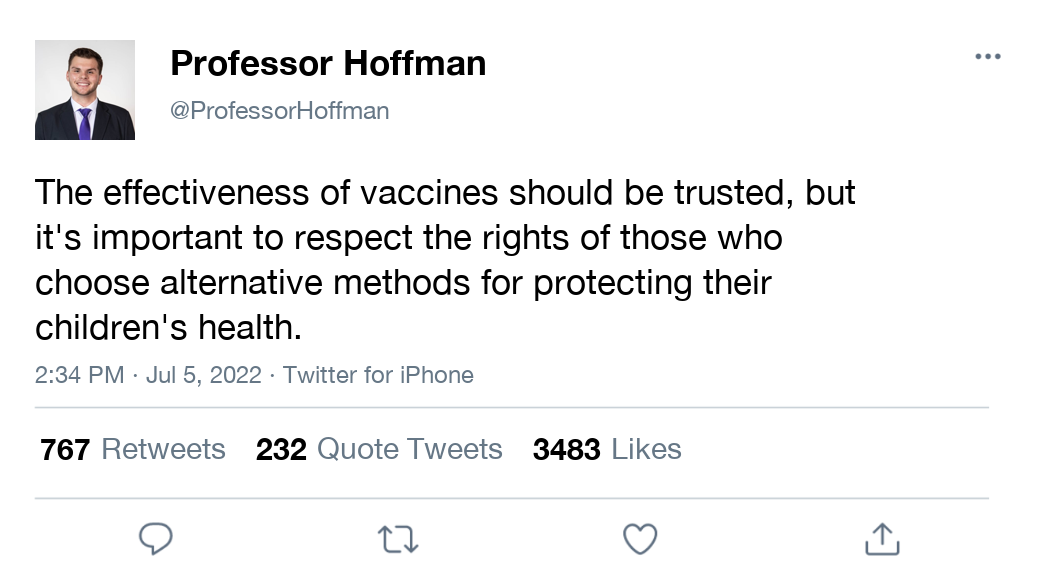 Professor Hoffman
@ProfessorHoffman
The effectiveness of vaccines should be trusted, but
it's important to respect the rights of those who
choose alternative methods for protecting their
children's health.
2:34 PM · Jul 5, 2022 · Twitter for iPhone
767 Retweets 232 Quote Tweets 3483 Likes